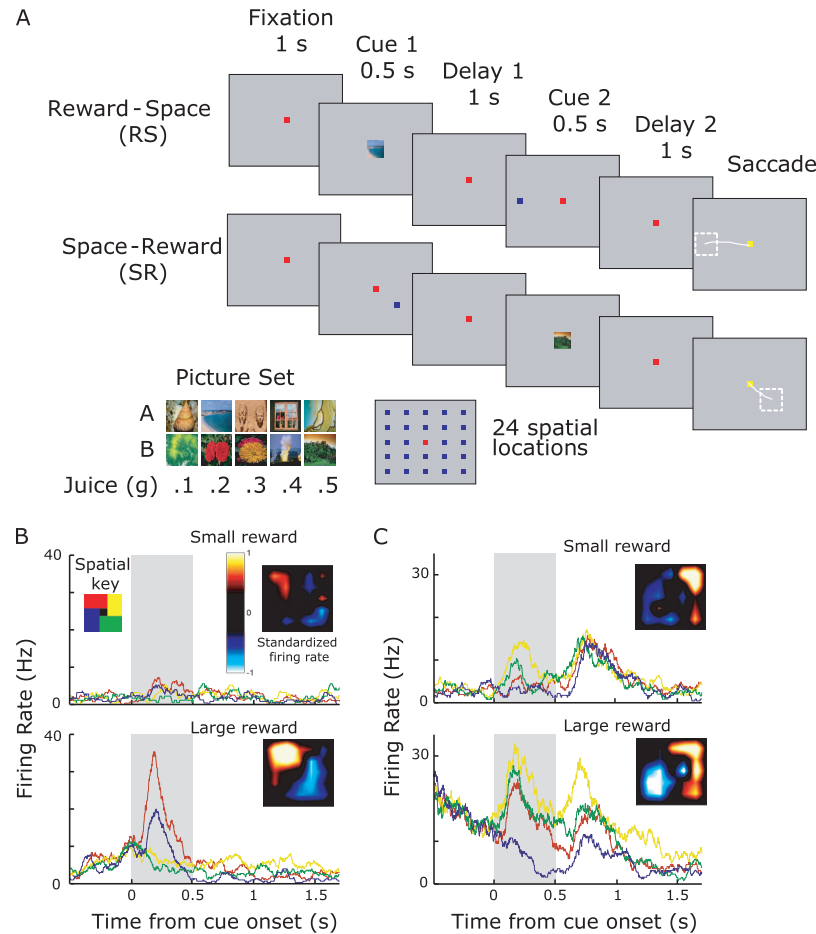 A
Fixation
1 s
Cue 1
0.5 s
Delay 1
1 s
Cue 2
0.5 s
Delay 2
1 s
Saccade
Reward-Space
(RS)
Space-Reward
(SR)
Picture Set
A
B
Juice (g) .1 .2 .3 .4 .5
24 spatial
locations
B
Small reward
40
Spatial
key
1
0
-1
Standardized
firing rate
0
Large reward
40
0
Firing Rate (Hz)
0 0.5 1 1.5
Time from cue onset (s)
C
Small reward
30
0
Large reward
30
0
Firing Rate (Hz)
0 0.5 1 1.5
Time from cue onset (s)